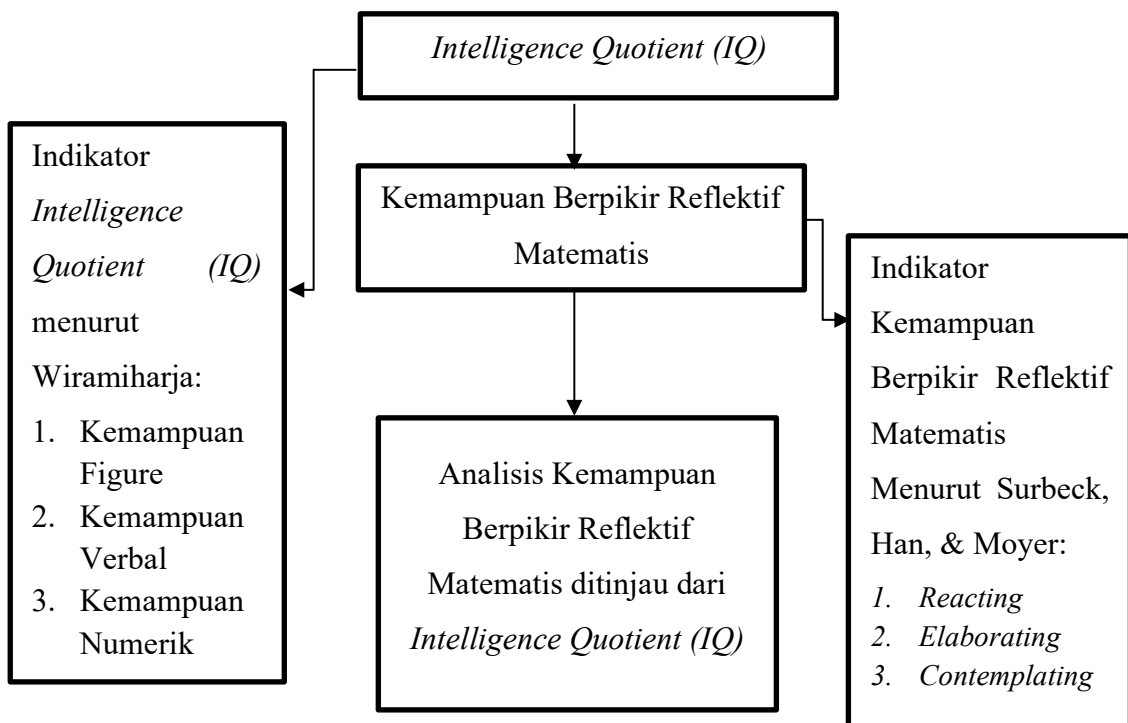 Intelligence Quotient (IQ)
Indikator
Intelligence
Quotient (IQ)
menurut
Wiramiharja:
1. Kemampuan
Figure
2. Kemampuan
Verbal
3. Kemampuan
Numerik
Kemampuan Berpikir Reflektif
Matematis
Analisis Kemampuan
Berpikir Reflektif
Matematis ditinjau dari
Intelligence Quotient (IQ)
Indikator
Kemampuan
Berpikir Reflektif
Matematis
Menurut Surbeck,
Han, & Moyer:
1. Reacting
2. Elaborating
3. Contemplating